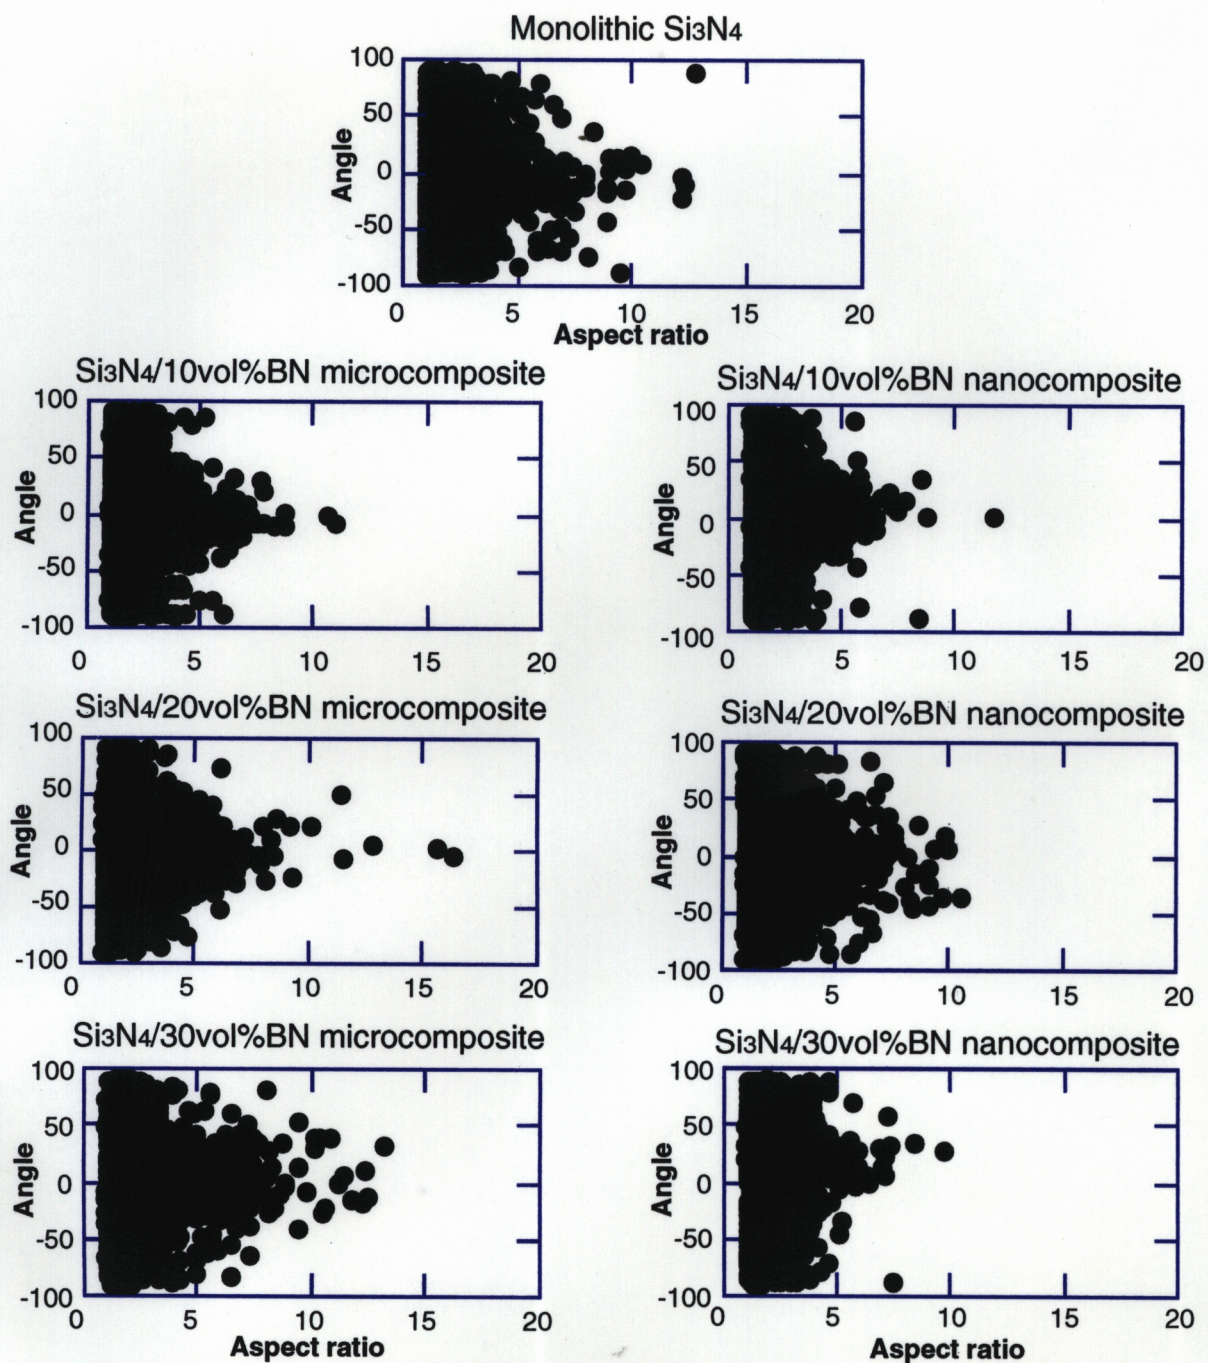 Monolithic Si3N4
100
50
0
-50
-100
Angle
0 5 10 15 20
Aspect ratio
Si3N4/10vol%BN microcomposite
100
50
0
-50
-100
Angle
0 5 10 15 20
Si3N4/10vol%BN nanocomposite
100
50
0
-50
-100
Angle
0 5 10 15 20
Si3N4/20vol%BN microcomposite
100
50
0
-50
-100
Angle
0 5 10 15 20
Si3N4/20vol%BN nanocomposite
100
50
0
-50
-100
Angle
0 5 10 15 20
Si3N4/30vol%BN microcomposite
100
50
0
-50
-100
Angle
0 5 10 15 20
Aspect ratio
Si3N4/30vol%BN nanocomposite
100
50
0
-50
-100
Angle
0 5 10 15 20
Aspect ratio